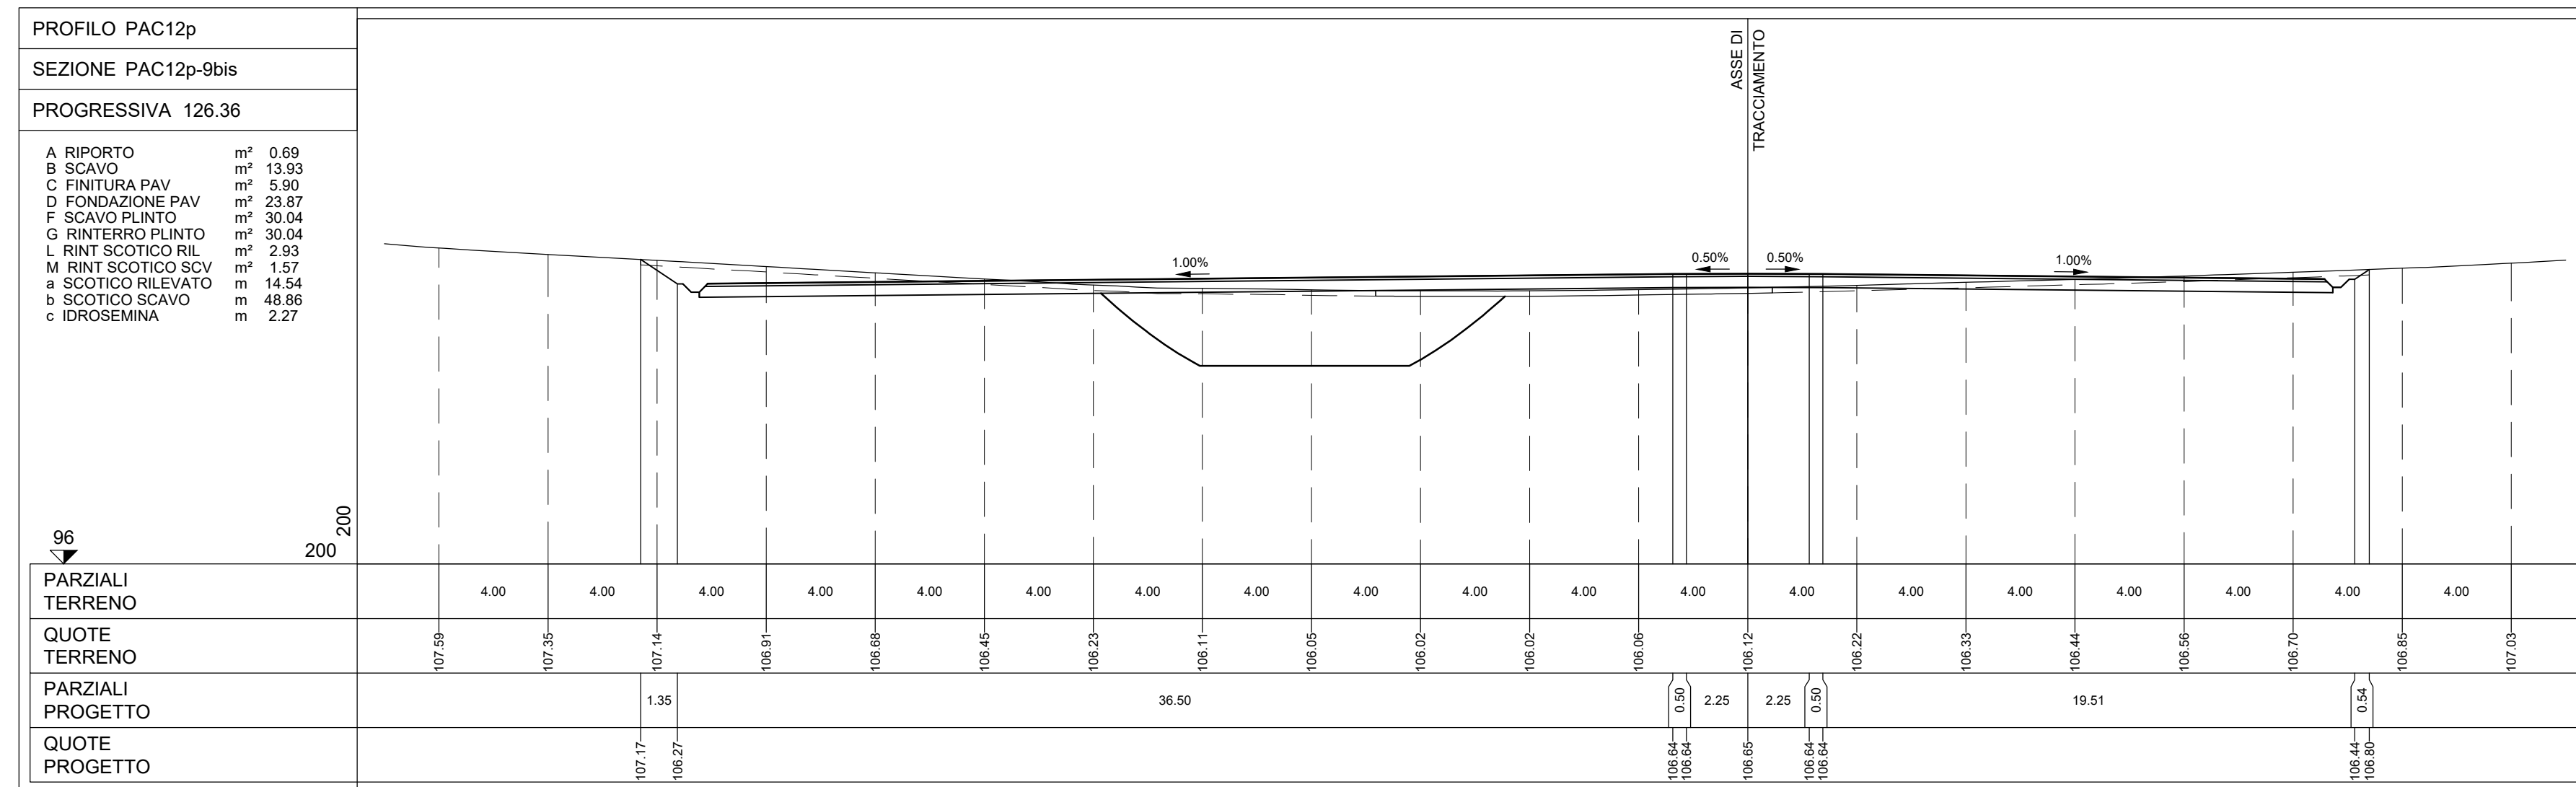 PROFILO PAC12p
SEZIONE PAC12p-9bis
PROGRESSIVA 126.36
A RIPORTO m² 0.69
B SCAVO m² 13.93
C FINITURA PAV m² 5.90
D FONDAZIONE PAV m² 23.87
F SCAVO PLINTO m² 30.04
G RINTERRO PLINTO m² 30.04
L RINT SCOTICO RIL m² 2.93
M RINT SCOTICO SCV m² 1.57
a SCOTICO RILEVATO m 14.54
b SCOTICO SCAVO m 48.86
c IDROSEMINA m 2.27
ASSE DI
TRACCIAMENTO
1.00% 0.50% 0.50% 1.00%
96
200
200
PARZIALI
TERRENO
4.00 4.00 4.00 4.00 4.00 4.00 4.00 4.00 4.00 4.00 4.00 4.00 4.00 4.00 4.00 4.00 4.00 4.00 4.00
QUOTE
TERRENO
107.59 107.35 107.14 106.91 106.68 106.45 106.23 106.11 106.05 106.02 106.02 106.06 106.12 106.22 106.33 106.44 106.56 106.70 106.85 107.03
PARZIALI
PROGETTO
1.35 36.50 0.50 2.25 2.25 0.50 19.51 0.54
QUOTE
PROGETTO
107.17 106.27 106.64 106.64 106.65 106.64 106.64 106.44 106.80